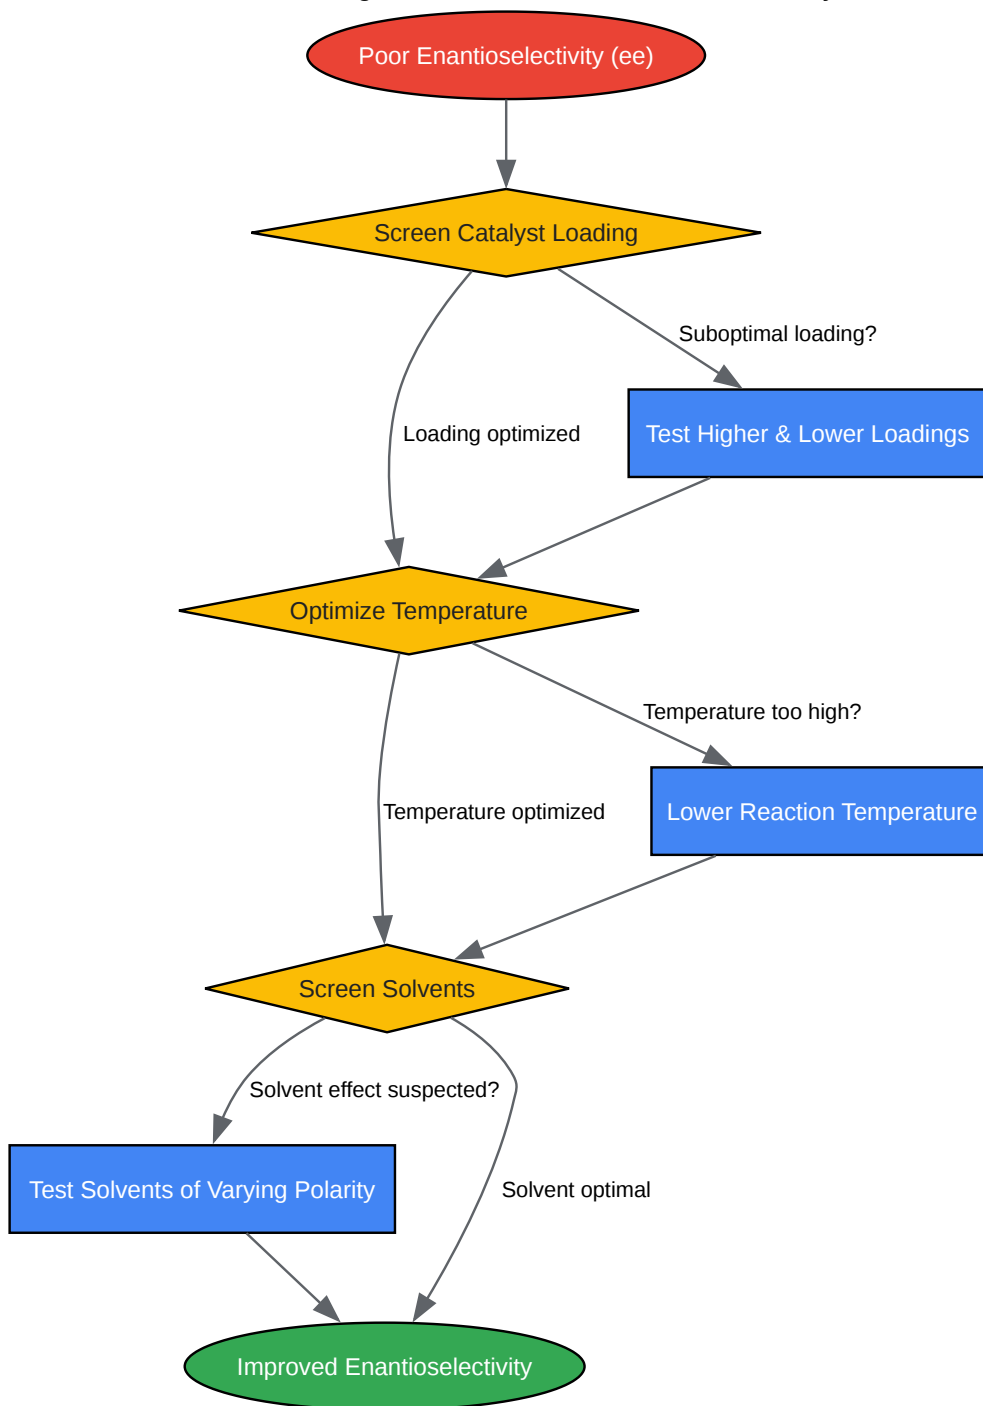 Poor Enantioselectivity (ee)
Screen Catalyst Loading
Suboptimal loading?
Loading optimized
Test Higher & Lower Loadings
Optimize Temperature
Temperature too high?
Temperature optimized
Lower Reaction Temperature
Screen Solvents
Solvent effect suspected?
Test Solvents of Varying Polarity
Solvent optimal
Improved Enantioselectivity